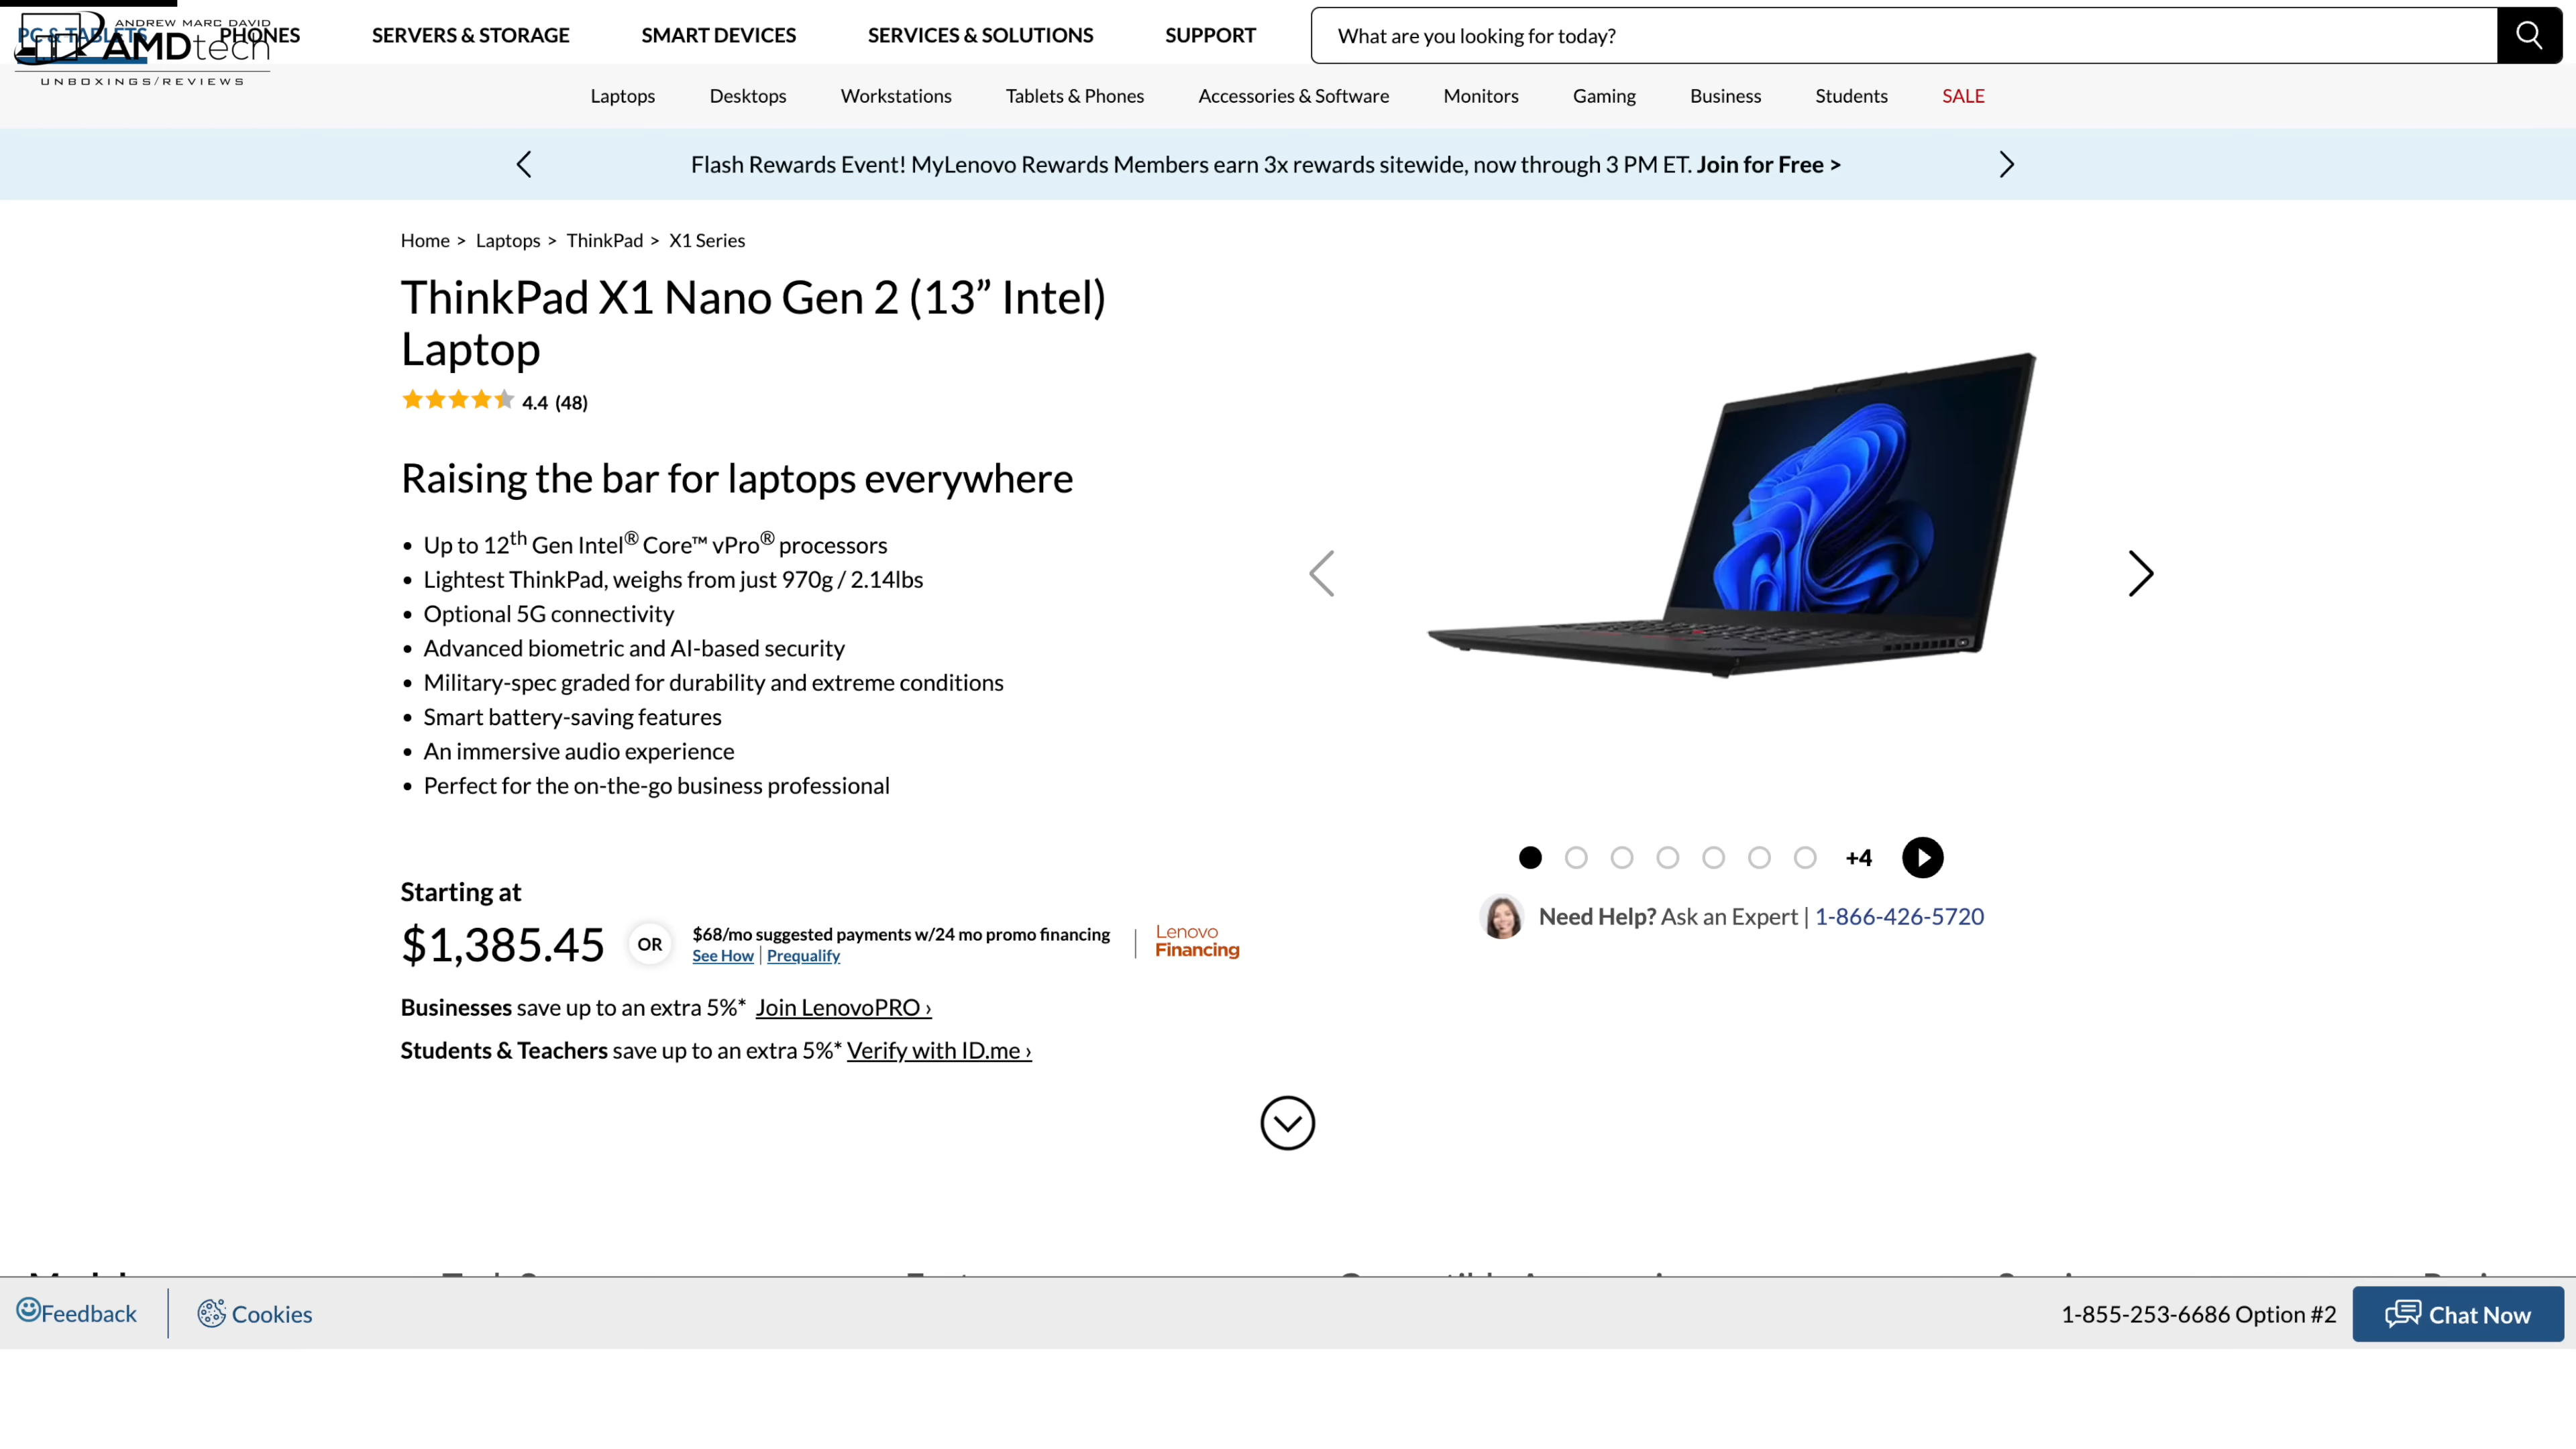 ANDREW MARC DAVID
AMDtech
UNBOXINGS/REVIEWS
PC & TABLETS PHONES SERVERS & STORAGE SMART DEVICES SERVICES & SOLUTIONS SUPPORT What are you looking for today?
Laptops Desktops Workstations Tablets & Phones Accessories & Software Monitors Gaming Business Students SALE
Flash Rewards Event! MyLenovo Rewards Members earn 3x rewards sitewide, now through 3 PM ET. Join for Free >
Home > Laptops > ThinkPad > X1 Series
ThinkPad X1 Nano Gen 2 (13” Intel)
Laptop
4.4 (48)
Raising the bar for laptops everywhere
• Up to 12th Gen Intel® Core™ vPro® processors
• Lightest ThinkPad, weighs from just 970g / 2.14lbs
• Optional 5G connectivity
• Advanced biometric and AI-based security
• Military-spec graded for durability and extreme conditions
• Smart battery-saving features
• An immersive audio experience
• Perfect for the on-the-go business professional
+4
Need Help? Ask an Expert | 1-866-426-5720
Starting at
$1,385.45 OR $68/mo suggested payments w/24 mo promo financing
See How | Prequalify
Lenovo
Financing
Businesses save up to an extra 5%* Join LenovoPRO ›
Students & Teachers save up to an extra 5%* Verify with ID.me ›
Feedback Cookies 1-855-253-6686 Option #2 Chat Now